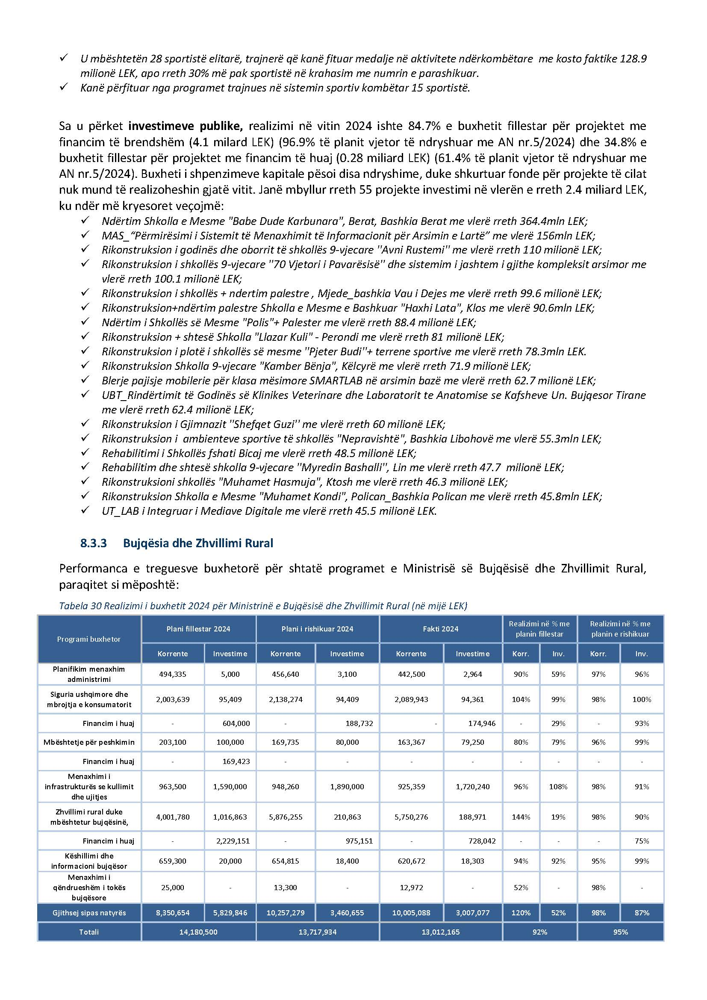 ✓ U mbështetën 28 sportistë elitarë, trajnerë që kanë fituar medalje në aktivitete ndërkombëtare me kosto faktike 128.9
milionë LEK, apo rreth 30% më pak sportistë në krahasim me numrin e parashikuar.
✓ Kanë përfituar nga programet trajnues në sistemin sportiv kombëtar 15 sportistë.
Sa u përket investimeve publike, realizimi në vitin 2024 ishte 84.7% e buxhetit fillestar për projektet me
financim të brendshëm (4.1 milard LEK) (96.9% të planit vjetor të ndryshuar me AN nr.5/2024) dhe 34.8% e
buxhetit fillestar për projektet me financim të huaj (0.28 miliard LEK) (61.4% të planit vjetor të ndryshuar me
AN nr.5/2024). Buxheti i shpenzimeve kapitale pësoi disa ndryshime, duke shkurtuar fonde për projekte të cilat
nuk mund të realizoheshin gjatë vitit. Janë mbyllur rreth 55 projekte investimi në vlerën e rreth 2.4 miliard LEK,
ku ndër më kryesoret veçojmë:
✓ Ndërtim Shkolla e Mesme "Babe Dude Karbunara", Berat, Bashkia Berat me vlerë rreth 364.4mln LEK;
✓ MAS_“Përmirësimi i Sistemit të Menaxhimit të Informacionit për Arsimin e Lartë” me vlerë 156mln LEK;
✓ Rikonstruksion i godinës dhe oborrit të shkollës 9-vjecare "Avni Rustemi" me vlerë rreth 110 milionë LEK;
✓ Rikonstruksion i shkollës 9-vjecare "70 Vjetori i Pavarësisë" dhe sistemim i jashtem i gjithe kompleksit arsimor me
vlerë rreth 100.1 milionë LEK;
✓ Rikonstruksion i shkollës + ndertim palestre , Mjede_bashkia Vau i Dejes me vlerë rreth 99.6 milionë LEK;
✓ Rikonstruksion+ndërtim palestre Shkolla e Mesme e Bashkuar "Haxhi Lata", Klos me vlerë 90.6mln LEK;
✓ Ndërtim i Shkollës së Mesme "Polis"+ Palester me vlerë rreth 88.4 milionë LEK;
✓ Rikonstruksion + shtesë Shkolla "Llazar Kuli" - Perondi me vlerë rreth 81 milionë LEK;
✓ Rikonstruksion i plotë i shkollës së mesme "Pjeter Budi"+ terrene sportive me vlerë rreth 78.3mln LEK.
✓ Rikonstruksion Shkolla 9-vjecare "Kamber Bënja", Këlcyrë me vlerë rreth 71.9 milionë LEK;
✓ Blerje pajisje mobilerie për klasa mësimore SMARTLAB në arsimin bazë me vlerë rreth 62.7 milionë LEK;
✓ UBT_Rindërtimit të Godinës së Klinikes Veterinare dhe Laboratorit te Anatomise se Kafsheve Un. Bujqesor Tirane
me vlerë rreth 62.4 milionë LEK;
✓ Rikonstruksion i Gjimnazit "Shefqet Guzi" me vlerë rreth 60 milionë LEK;
✓ Rikonstruksion i ambienteve sportive të shkollës "Nepravishtë", Bashkia Libohovë me vlerë 55.3mln LEK;
✓ Rehabilitimi i Shkollës fshati Bicaj me vlerë rreth 48.5 milionë LEK;
✓ Rehabilitim dhe shtesë shkolla 9-vjecare "Myredin Bashalli", Lin me vlerë rreth 47.7 milionë LEK;
✓ Rikonstruksioni shkollës "Muhamet Hasmuja", Ktosh me vlerë rreth 46.3 milionë LEK;
✓ Rikonstruksion Shkolla e Mesme "Muhamet Kondi", Polican_Bashkia Polican me vlerë rreth 45.8mln LEK;
✓ UT_LAB i Integruar i Mediave Digitale me vlerë rreth 45.5 milionë LEK.
8.3.3 Bujqësia dhe Zhvillimi Rural
Performanca e treguesve buxhetorë për shtatë programet e Ministrisë së Bujqësisë dhe Zhvillimit Rural,
paraqitet si mëposhtë:
Tabela 30 Realizimi i buxhetit 2024 për Ministrinë e Bujqësisë dhe Zhvillimit Rural (në mijë LEK)
Programi buxhetor Plani fillestar 2024 Plani i rishikuar 2024 Fakti 2024 Realizimi në % me planin fillestar Realizimi në % me planin e rishikuar
Korrente Investime Korrente Investime Korrente Investime Korr. Inv. Korr. Inv.
Planifikim menaxhim
administrimi 494,335 5,000 456,640 3,100 442,500 2,964 90% 59% 97% 96%
Siguria ushqimore dhe
mbrojtja e konsumatorit 2,003,639 95,409 2,138,274 94,409 2,089,943 94,361 104% 99% 98% 100%
Financim i huaj - 604,000 - 188,732 - 174,946 - 29% - 93%
Mbështetje për peshkimin 203,100 100,000 169,735 80,000 163,367 79,250 80% 79% 96% 99%
Financim i huaj - 169,423 - - - - - - - -
Menaxhimi i
infrastrukturës se kullimit
dhe ujitjes 963,500 1,590,000 948,260 1,890,000 925,359 1,720,240 96% 108% 98% 91%
Zhvillimi rural duke
mbështetur bujqësinë, 4,001,780 1,016,863 5,876,255 210,863 5,750,276 188,971 144% 19% 98% 90%
Financim i huaj - 2,229,151 - 975,151 - 728,042 - - - 75%
Këshillimi dhe
informacioni bujqësor 659,300 20,000 654,815 18,400 620,672 18,303 94% 92% 95% 99%
Menaxhimi i
qëndrueshëm i tokës
bujqësore 25,000 - 13,300 - 12,972 - 52% - 98% -
Gjithsej sipas natyrës 8,350,654 5,829,846 10,257,279 3,460,655 10,005,088 3,007,077 120% 52% 98% 87%
Totali 14,180,500 13,717,934 13,012,165 92% 95%